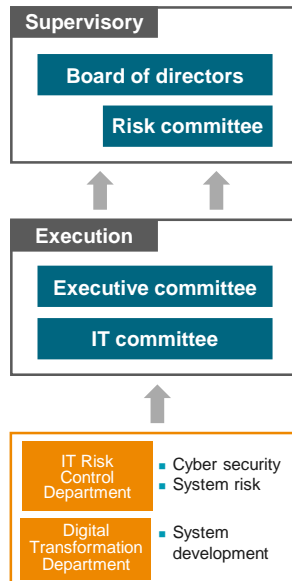 Supervisory
Board of directors
Risk committee
Execution
Executive committee
IT committee
IT Risk
Control
Department
Cyber security
System risk
Digital
Transformation
Department
System
development